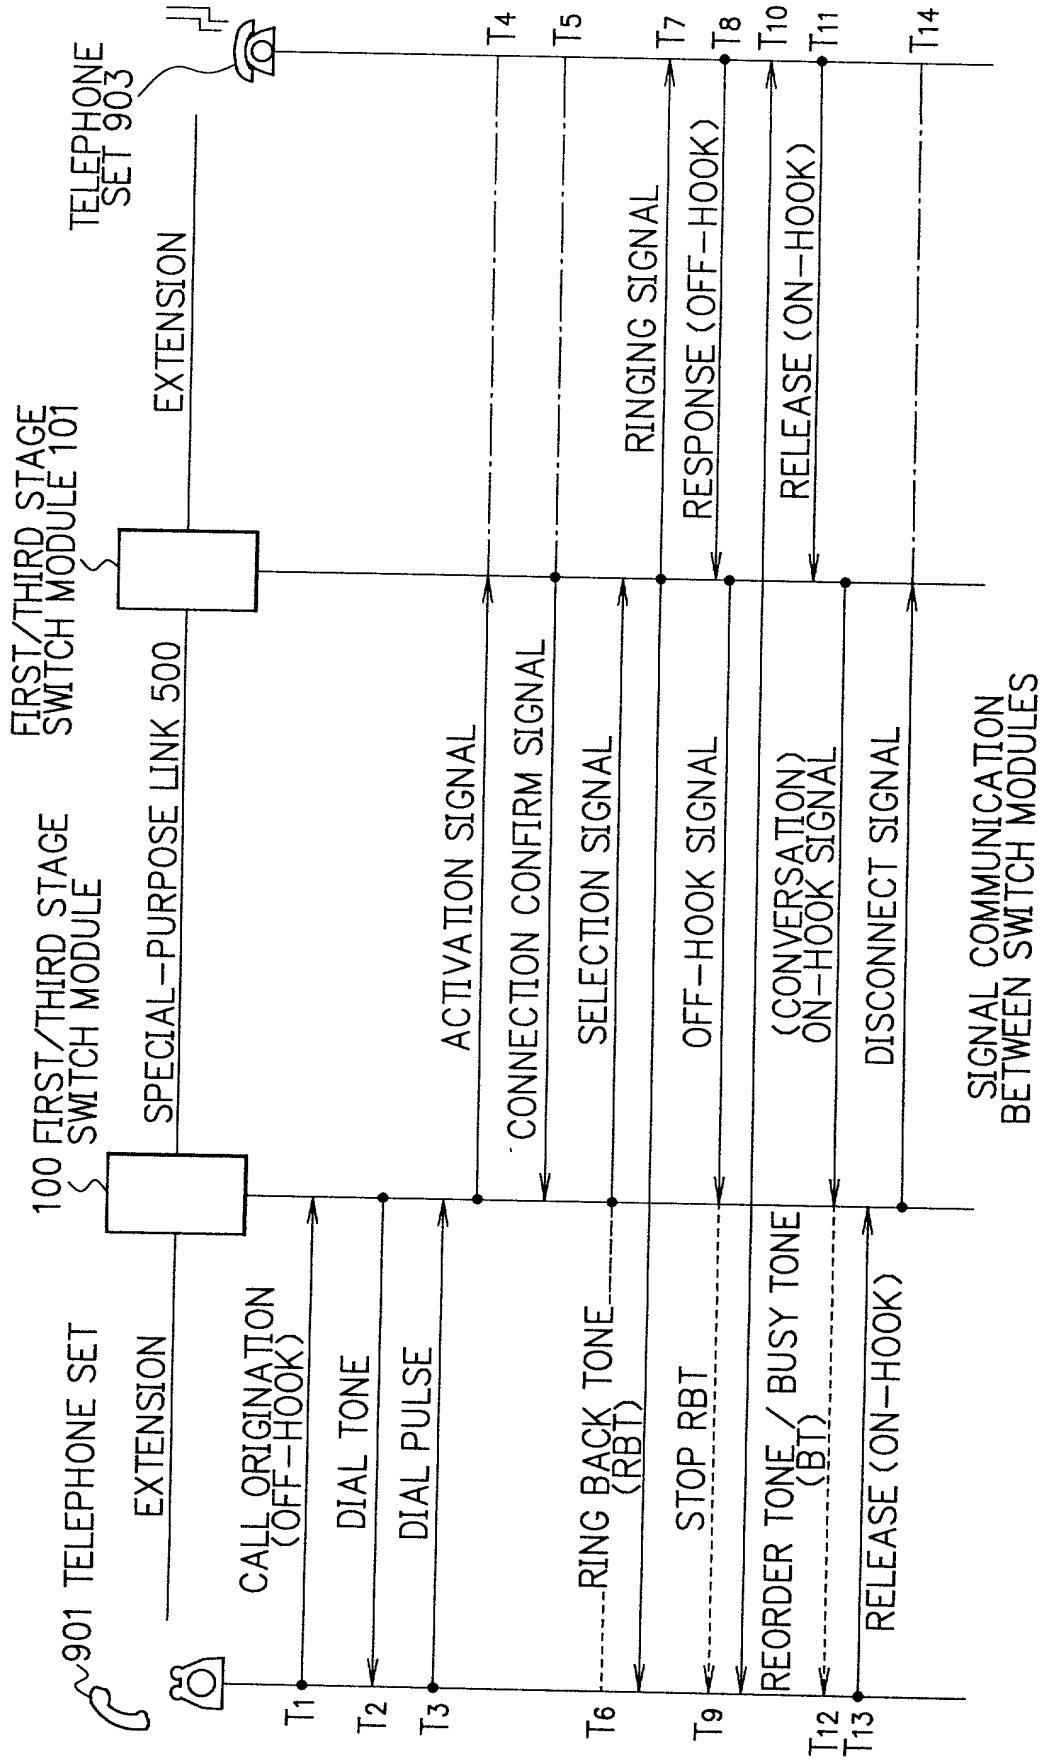 901 TELEPHONE SET
EXTENSION
100 FIRST/THIRD STAGE
SWITCH MODULE
SPECIAL-PURPOSE LINK 500
FIRST/THIRD STAGE
SWITCH MODULE 101
EXTENSION
TELEPHONE
SET 903
T1
CALL ORIGINATION
(OFF-HOOK)
T2
DIAL TONE
T3
DIAL PULSE
ACTIVATION SIGNAL
T4
CONNECTION CONFIRM SIGNAL
T5
T6
RING BACK TONE
(RBT)
SELECTION SIGNAL
RINGING SIGNAL
T7
T9
STOP RBT
OFF-HOOK SIGNAL
RESPONSE (OFF-HOOK)
T8
T10
REORDER TONE / BUSY TONE
(BT)
T12
(CONVERSATION)
ON-HOOK SIGNAL
RELEASE (ON-HOOK)
T11
T13
RELEASE (ON-HOOK)
DISCONNECT SIGNAL
T14
SIGNAL COMMUNICATION
BETWEEN SWITCH MODULES